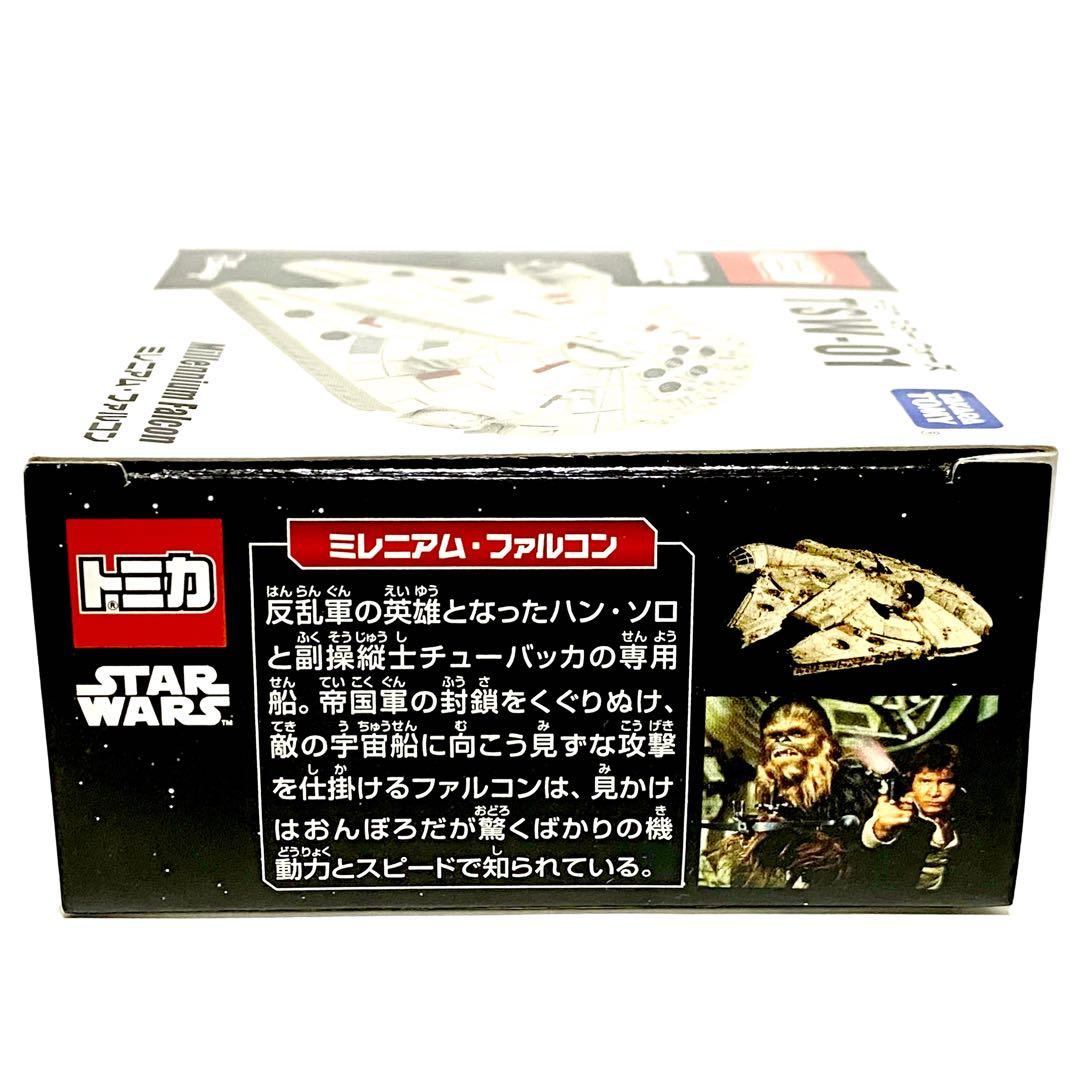 TSW-01
TAKARA TOMY
Millennium Falcon
ミレニアム・ファルコン
トミカ®
STAR WARS™
ミレニアム・ファルコン
反乱軍の英雄となったハン・ソロ
と副操縦士チューバッカの専用
船。帝国軍の封鎖をくぐりぬけ、
敵の宇宙船に向こう見ずな攻撃
を仕掛けるファルコンは、見かけ
はおんぼろだが驚くばかりの機
動力とスピードで知られている。